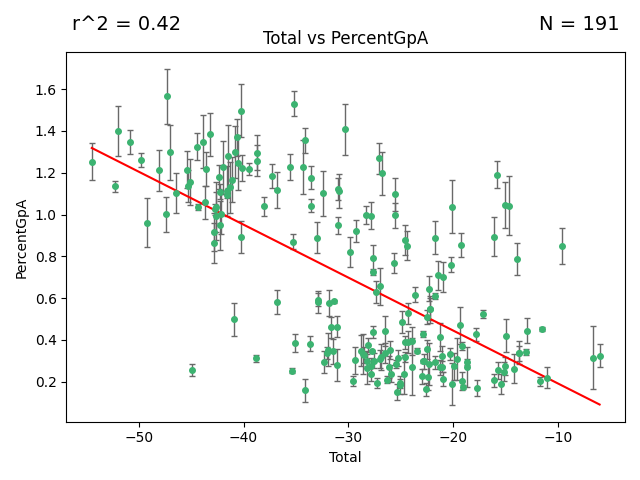 r^2 = 0.42
N = 191
Total vs PercentGpA
PercentGpA
1.6
1.4
1.2
1.0
0.8
0.6
0.4
0.2
−50
−40
−30
−20
−10
Total